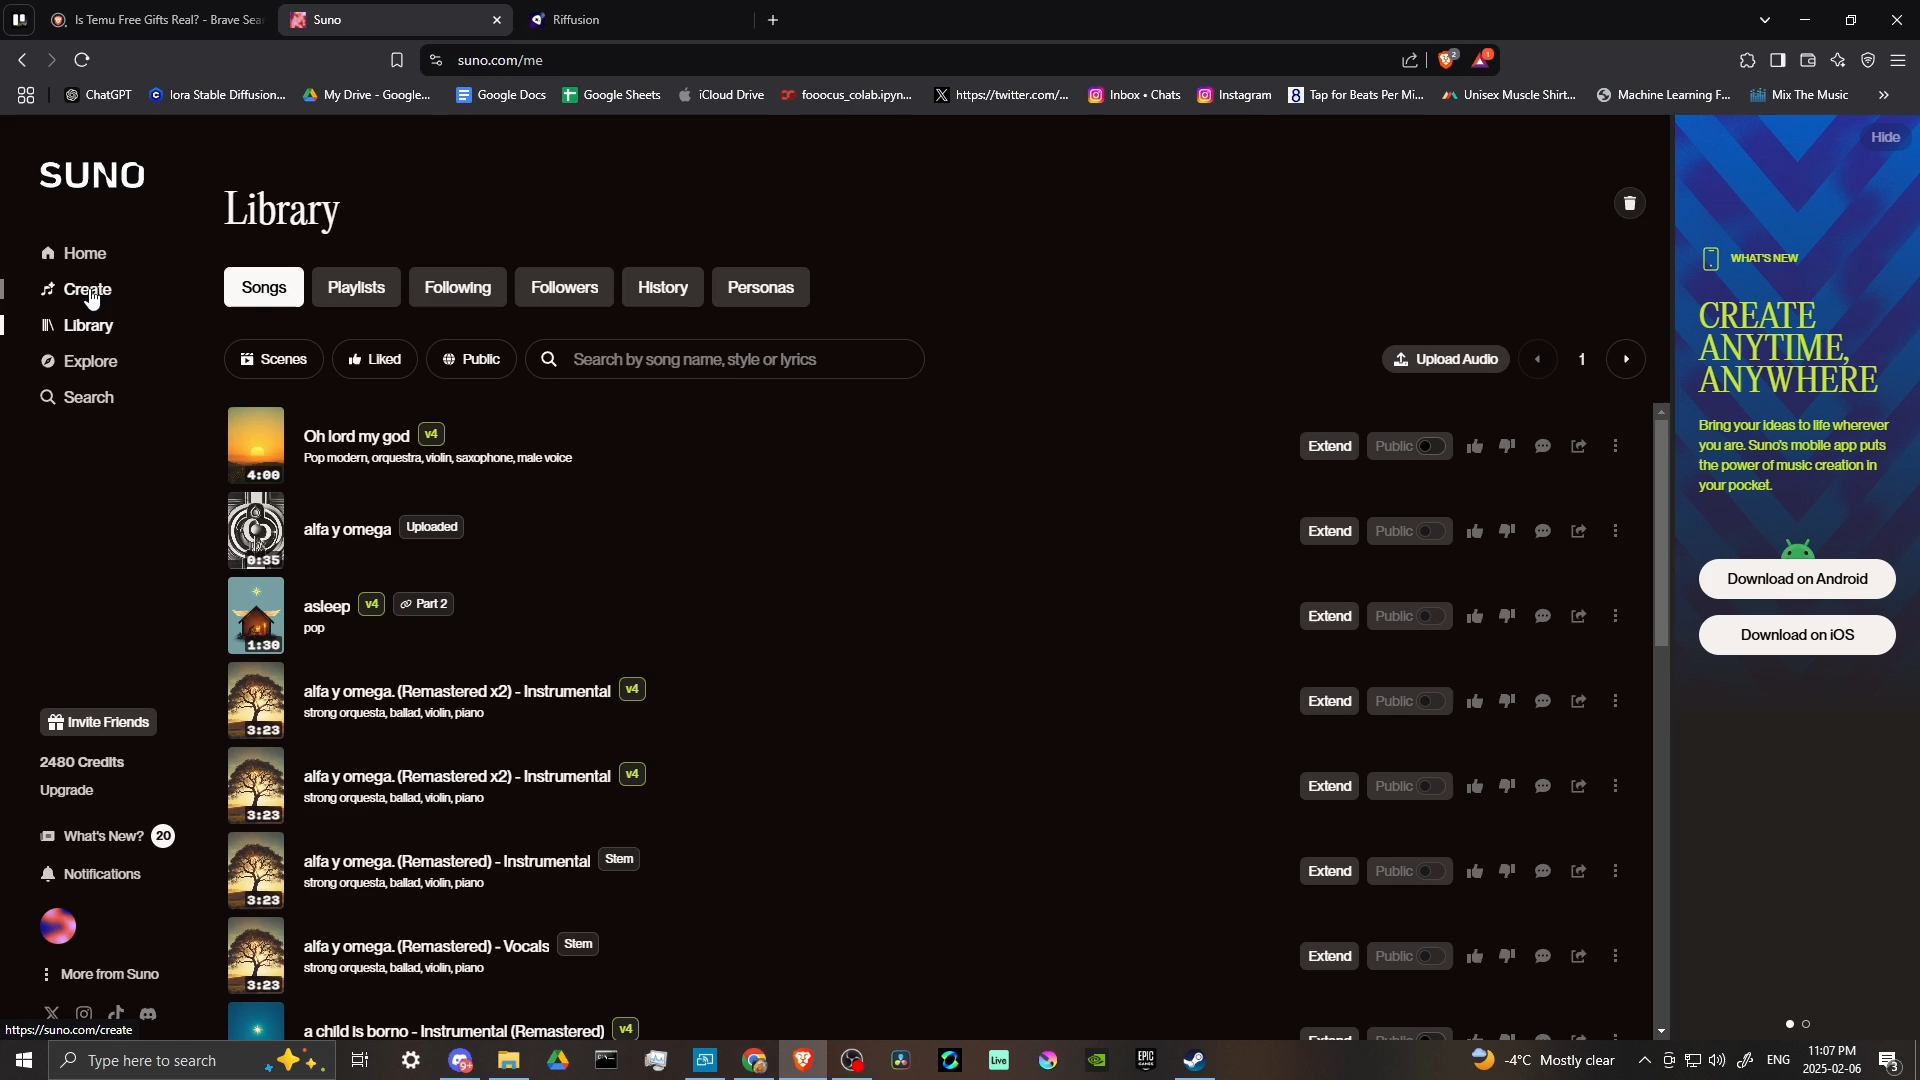 Is Temu Free Gifts Real? - Brave Sea
Suno
Riffusion
suno.com/me
2
1
ChatGPT
lora Stable Diffusion...
My Drive - Google...
Google Docs
Google Sheets
iCloud Drive
fooocus_colab.ipyn...
https://twitter.com/...
Inbox • Chats
Instagram
Tap for Beats Per Mi...
Unisex Muscle Shirt...
Machine Learning F...
Mix The Music
SUNO
Home
Create
Library
Explore
Search
Invite Friends
2480 Credits
Upgrade
What's New? 20
Notifications
More from Suno
https://suno.com/create
Library
Songs
Playlists
Following
Followers
History
Personas
Scenes
Liked
Public
Search by song name, style or lyrics
Upload Audio
1
4:00
Oh lord my god v4
Pop modern, orquestra, violin, saxophone, male voice
Extend
Public
0:35
alfa y omega Uploaded
Extend
Public
1:30
asleep v4 Part 2
pop
Extend
Public
3:23
alfa y omega. (Remastered x2) - Instrumental v4
strong orquesta, ballad, violin, piano
Extend
Public
3:23
alfa y omega. (Remastered x2) - Instrumental v4
strong orquesta, ballad, violin, piano
Extend
Public
3:23
alfa y omega. (Remastered) - Instrumental Stem
strong orquesta, ballad, violin, piano
Extend
Public
3:23
alfa y omega. (Remastered) - Vocals Stem
strong orquesta, ballad, violin, piano
Extend
Public
a child is borno - Instrumental (Remastered) v4
Extend
Public
Hide
WHAT'S NEW
CREATE
ANYTIME,
ANYWHERE
Bring your ideas to life wherever
you are. Suno's mobile app puts
the power of music creation in
your pocket.
Download on Android
Download on iOS
Type here to search
9+
Live
EPIC
GAMES
-4°C Mostly clear
ENG
11:07 PM
2025-02-06
3